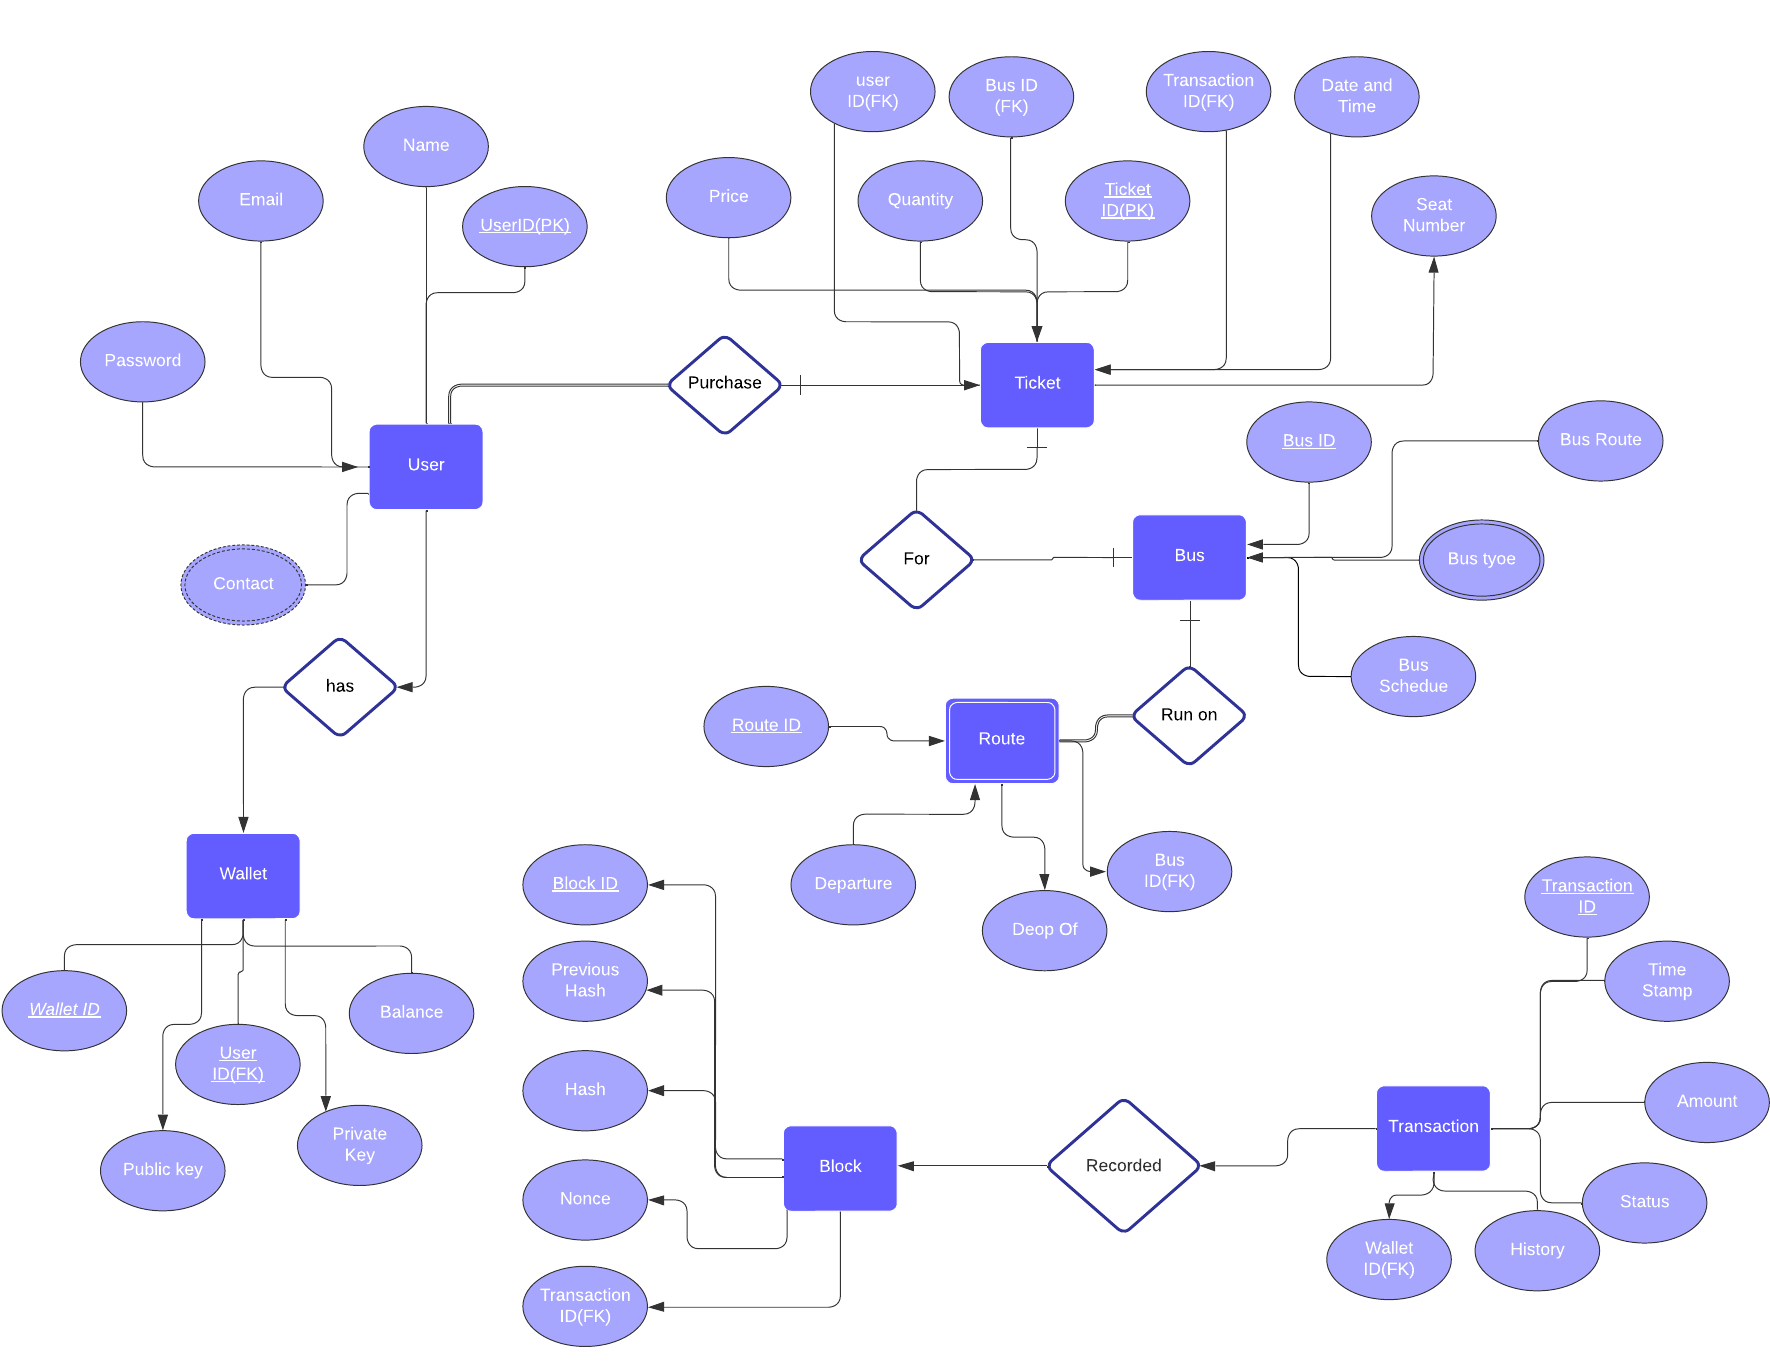 user
ID(FK)
Bus ID
(FK)
Transaction
ID(FK)
Date and
Time
Name
Email
UserID(PK)
Price
Quantity
Ticket
ID(PK)
Seat
Number
Password
Purchase
Ticket
User
Bus ID
Bus Route
Contact
For
Bus
Bus tyoe
has
Bus
Schedue
Route ID
Route
Run on
Wallet
Departure
Deop Of
Bus
ID(FK)
Block ID
Transaction
ID
Previous
Hash
Time
Stamp
Wallet ID
User
ID(FK)
Balance
Public key
Private
Key
Hash
Amount
Block
Recorded
Transaction
Nonce
Status
Wallet
ID(FK)
History
Transaction
ID(FK)